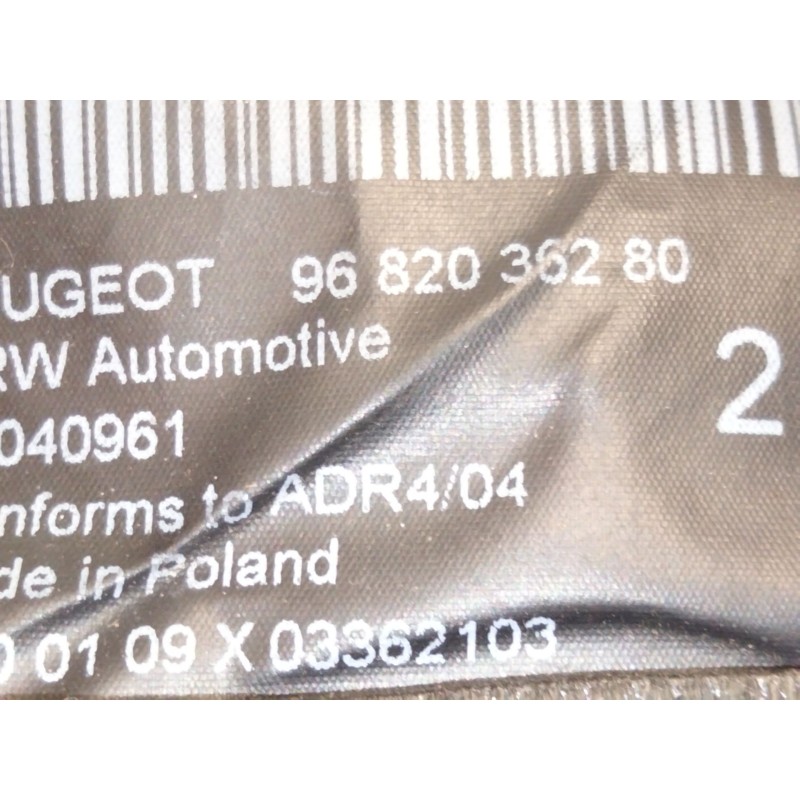 UGEOT 96 820 362 80
RW Automotive
2
040961
nforms to ADR4/04
de in Poland
0 01 09 X 03362103